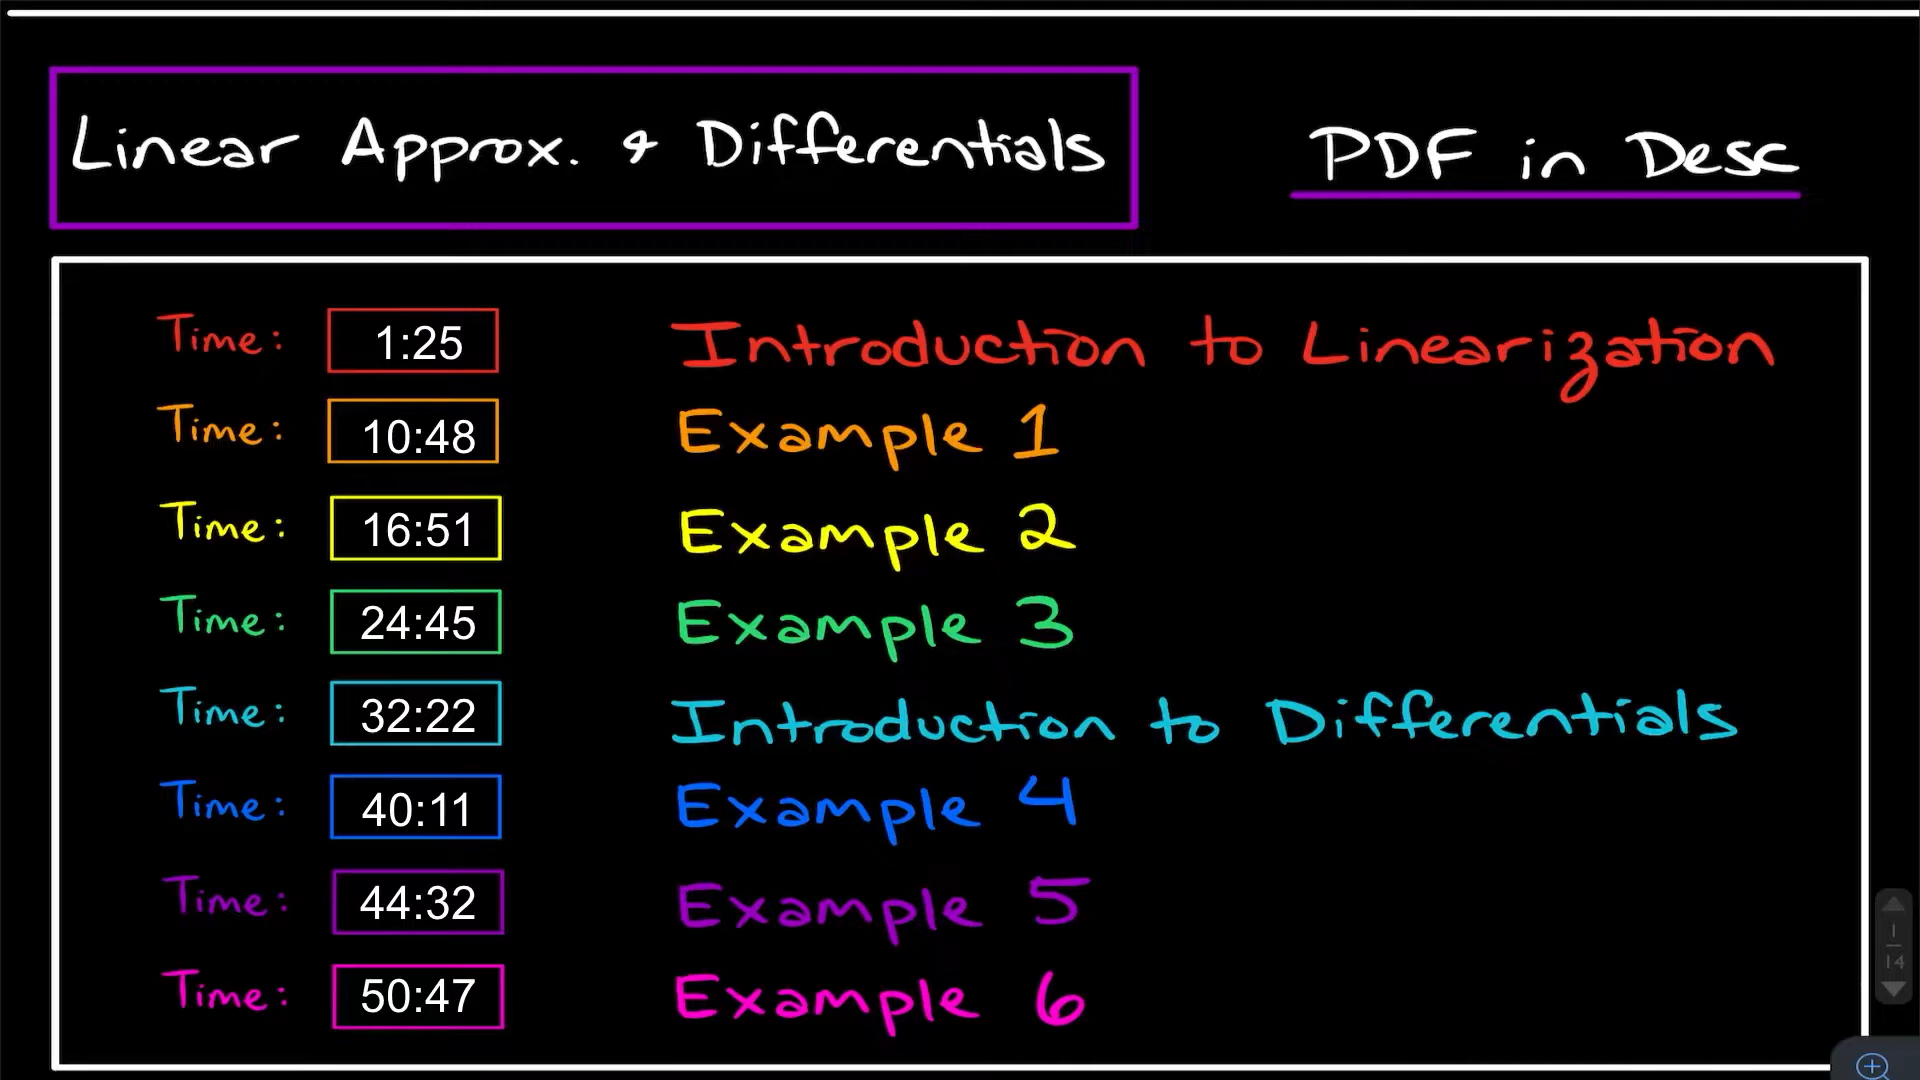 Linear Approx. & Differentials
PDF in Desc
Time: 1:25 Introduction to Linearization
Time: 10:48 Example 1
Time: 16:51 Example 2
Time: 24:45 Example 3
Time: 32:22 Introduction to Differentials
Time: 40:11 Example 4
Time: 44:32 Example 5
Time: 50:47 Example 6
1
14